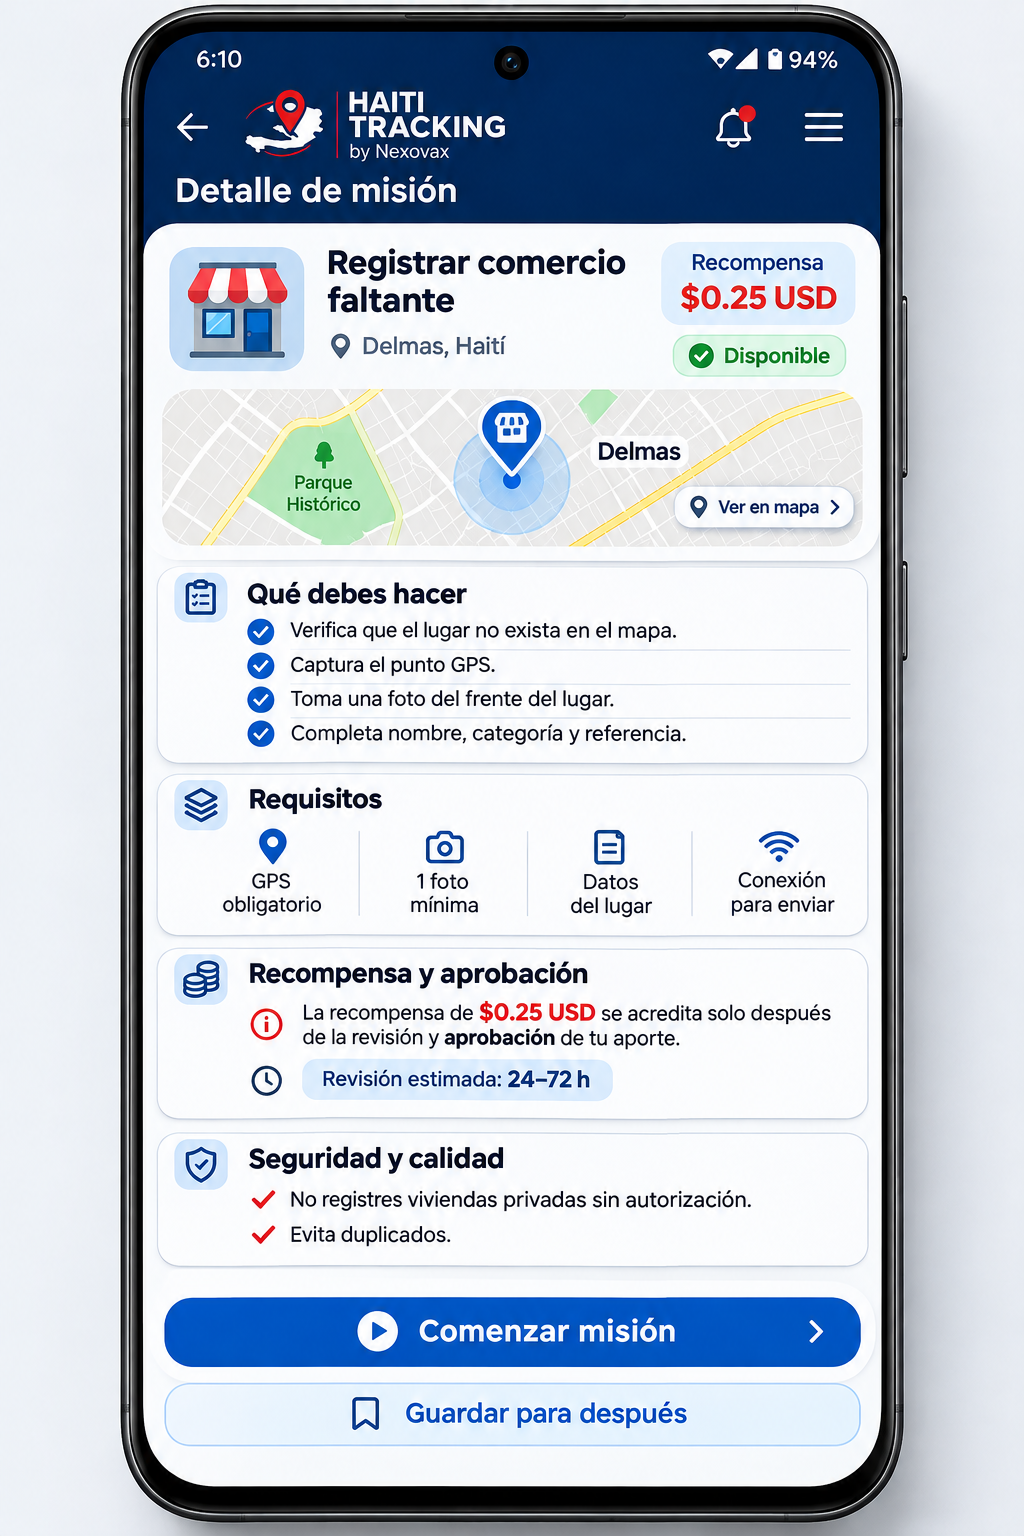 6:10
94%
HAITI
TRACKING
by Nexovax
Detalle de misión
Registrar comercio
faltante
Delmas, Haití
Recompensa
$0.25 USD
Disponible
Parque
Histórico
Delmas
Ver en mapa
Qué debes hacer
Verifica que el lugar no exista en el mapa.
Captura el punto GPS.
Toma una foto del frente del lugar.
Completa nombre, categoría y referencia.
Requisitos
GPS
obligatorio
1 foto
mínima
Datos
del lugar
Conexión
para enviar
Recompensa y aprobación
La recompensa de $0.25 USD se acredita solo después
de la revisión y aprobación de tu aporte.
Revisión estimada: 24–72 h
Seguridad y calidad
No registres viviendas privadas sin autorización.
Evita duplicados.
Comenzar misión
Guardar para después